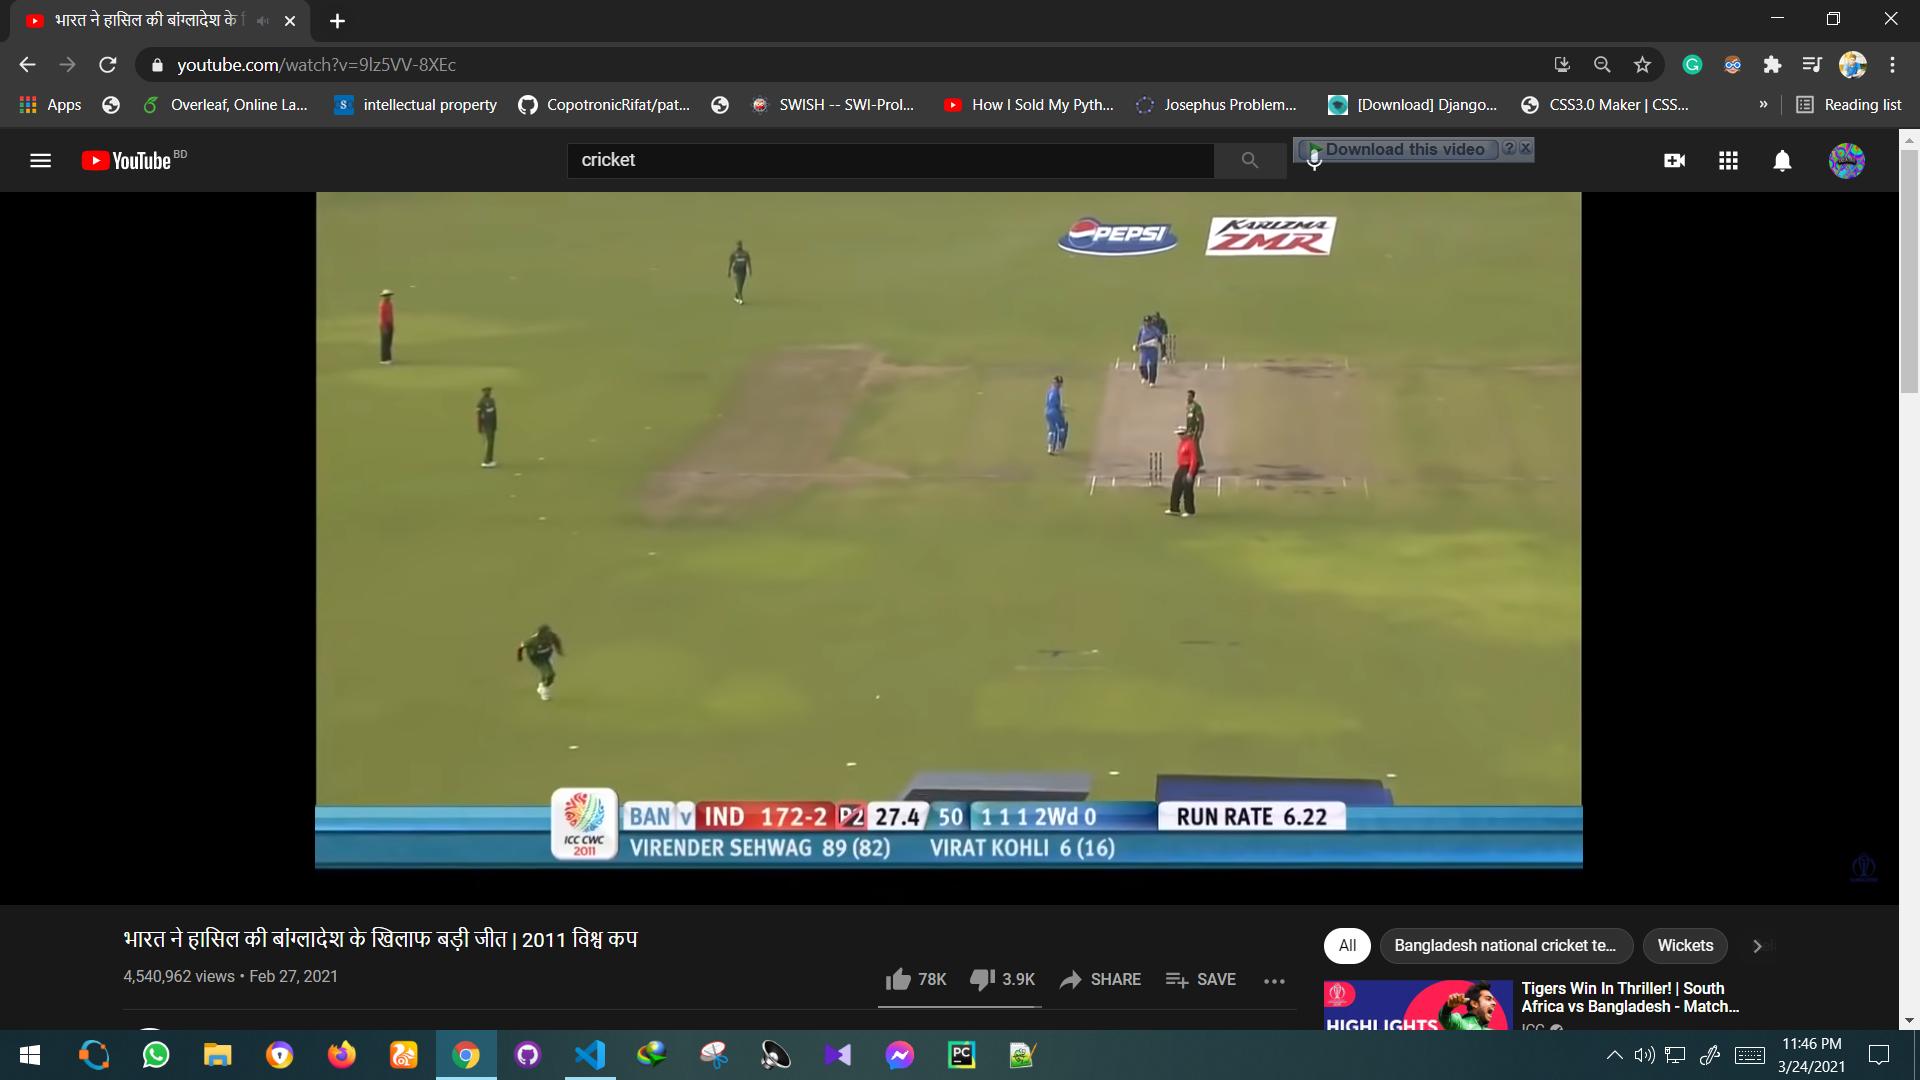 भारत ने हासिल की बांग्लादेश के
youtube.com/watch?v=9lz5VV-8XEc
Apps
Overleaf, Online La...
intellectual property
CopotronicRifat/pat...
SWISH -- SWI-Prol...
How I Sold My Pyth...
Josephus Problem...
[Download] Django...
CSS3.0 Maker | CSS...
»
Reading list
YouTube BD
cricket
Download this video
PEPSI
KARIZMA
ZMR
ICC CWC
2011
BAN v IND 172-2 P2 27.4 50 1 1 1 2Wd 0 RUN RATE 6.22
VIRENDER SEHWAG 89 (82) VIRAT KOHLI 6 (16)
भारत ने हासिल की बांग्लादेश के खिलाफ बड़ी जीत | 2011 विश्व कप
4,540,962 views • Feb 27, 2021
78K
3.9K
SHARE
SAVE
All
Bangladesh national cricket te...
Wickets
HIGHLIGHTS
Tigers Win In Thriller! | South
Africa vs Bangladesh - Match...
ICC
PC
11:46 PM
3/24/2021